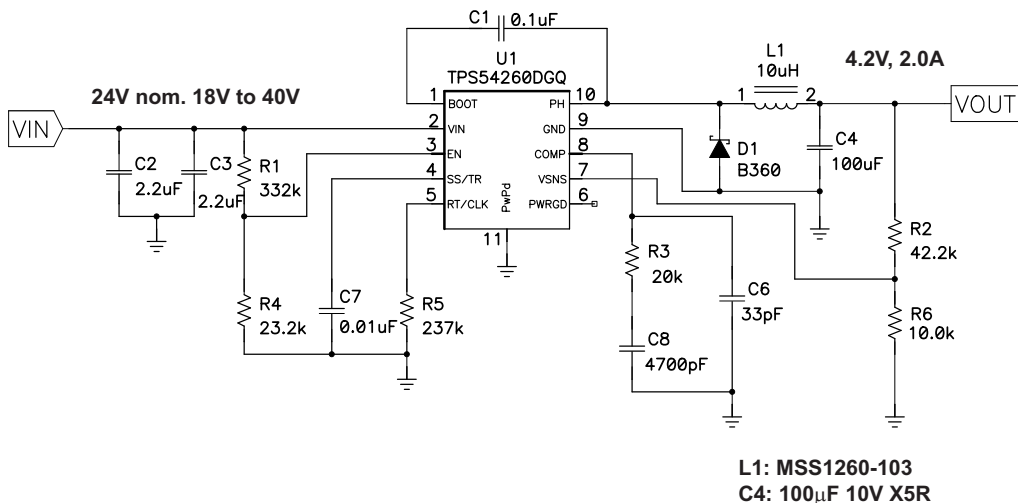 C1
0.1uF
U1
TPS54260DGQ
L1
10uH
4.2V, 2.0A
24V nom. 18V to 40V
VIN
VOUT
1 BOOT
PH 10
1 2
2 VIN
GND 9
3 EN
COMP 8
4 SS/TR
VSNS 7
5 RT/CLK
PWRGD 6
PwPd
11
C2
2.2uF
C3
2.2uF
R1
332k
D1
B360
C4
100uF
R2
42.2k
R3
20k
R4
23.2k
C7
0.01uF
R5
237k
C6
33pF
R6
10.0k
C8
4700pF
L1: MSS1260-103
C4: 100μF 10V X5R